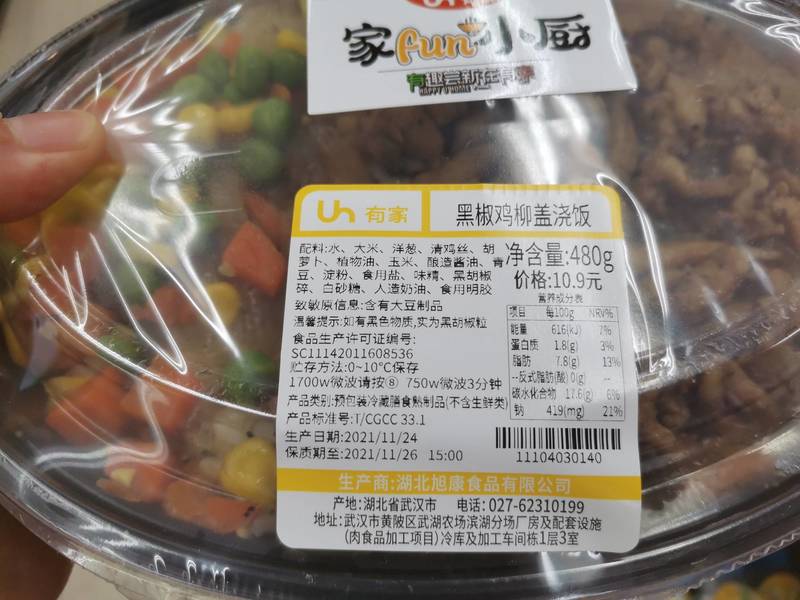 家fun小厨
有趣尝新在有家
HAPPY U HOME
Uh 有家
黑椒鸡柳盖浇饭
配料:水、大米、洋葱、清鸡丝、胡
萝卜、植物油、玉米、酿造酱油、青
豆、淀粉、食用盐、味精、黑胡椒
碎、白砂糖、人造奶油、食用明胶
致敏原信息:含有大豆制品
温馨提示:如有黑色物质,实为黑胡椒粒
食品生产许可证编号:
SC11142011608536
贮存方法:0~10℃保存
1700w微波请按⑧ 750w微波3分钟
产品类别:预包装冷藏膳食熟制品(不含生鲜类)
产品标准号:T/CGCC 33.1
生产日期:2021/11/24
保质期至:2021/11/26 15:00
净含量:480g
价格:10.9元
营养成分表
项目 每100g NRV%
能量 616(kJ) 7%
蛋白质 1.8(g) 3%
脂肪 7.8(g) 13%
--反式脂肪(酸) 0(g) --
碳水化合物 17.6(g) 6%
钠 419(mg) 21%
11104030140
生产商:湖北旭康食品有限公司
产地:湖北省武汉市 电话:027-62310199
地址:武汉市黄陂区武湖农场滨湖分场厂房及配套设施
(肉食品加工项目)冷库及加工车间栋1层3室